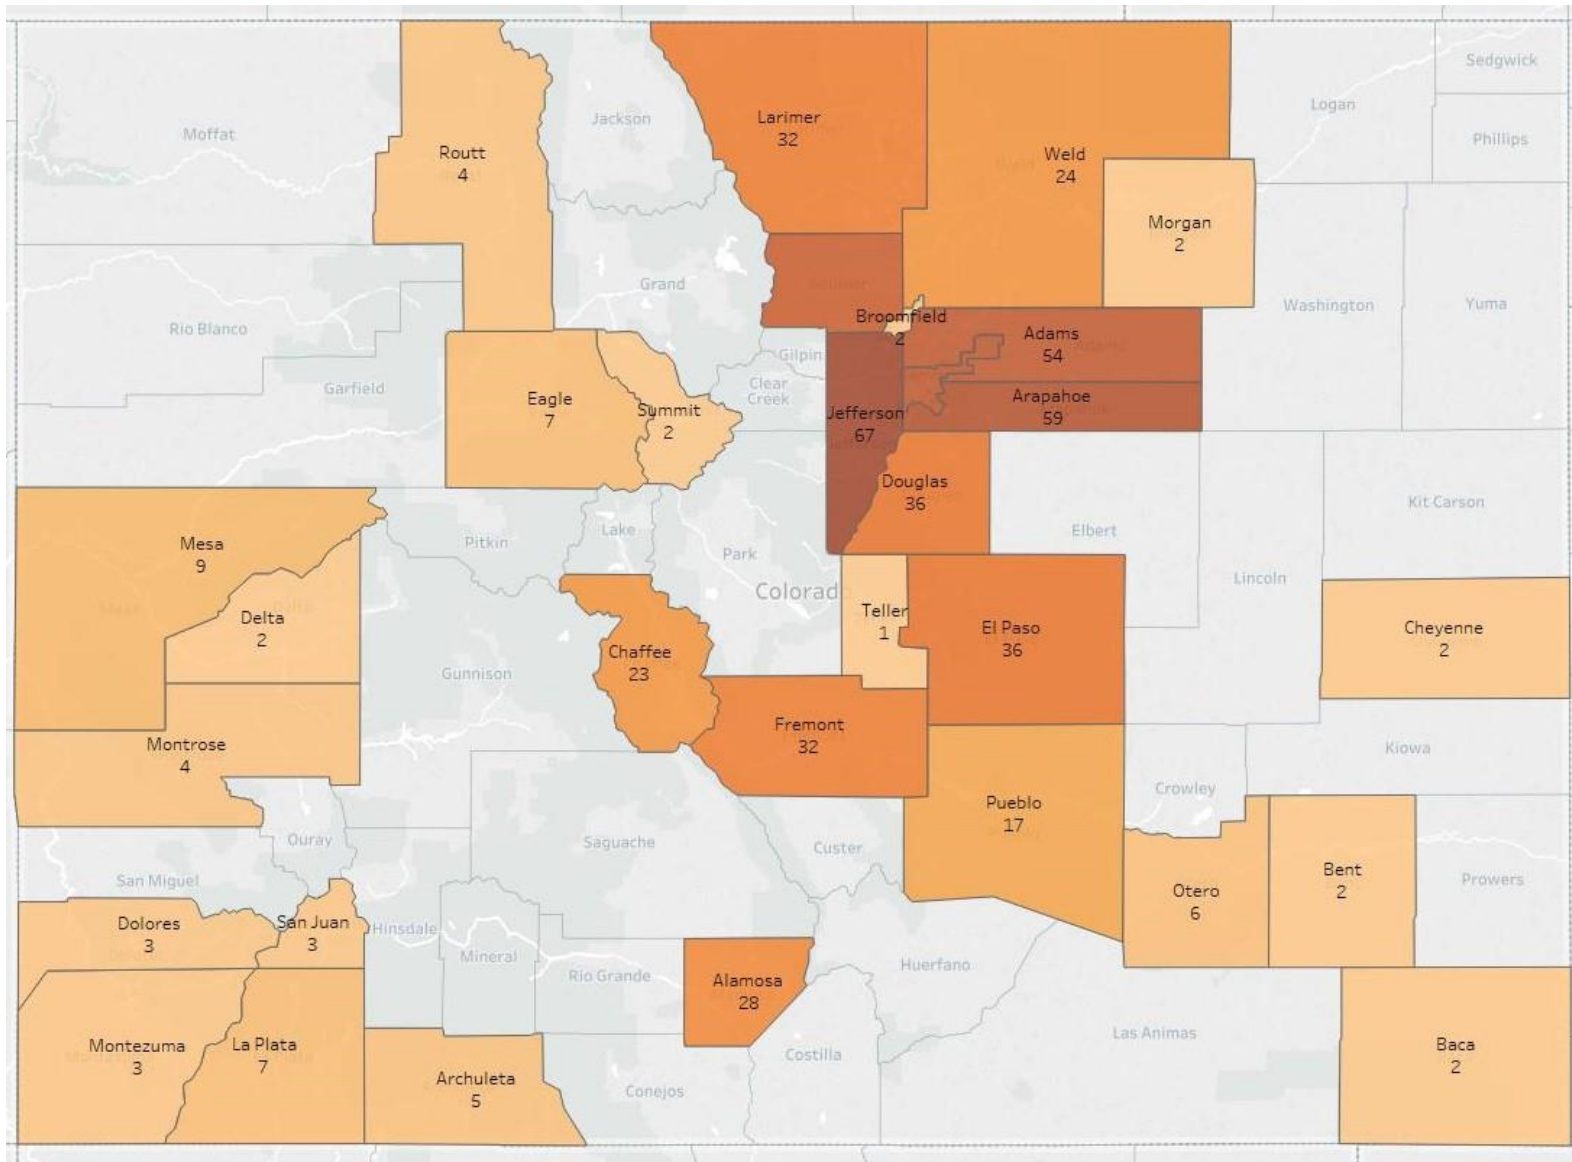 Sedgwick
Logan
Jackson
Larimer
32
Moffat
Phillips
Routt
4
Weld
24
Morgan
2
Grand
Boulder
Washington
Yuma
Rio Blanco
Broomfield
2
Adams
54
Gilpin
Garfield
Clear
Creek
Eagle
7
Summit
2
Arapahoe
59
Jefferson
67
Douglas
36
Kit Carson
Mesa
9
Pitkin
Lake
Park
Elbert
Lincoln
Colorad
Delta
2
Teller
1
El Paso
36
Cheyenne
2
Chaffee
23
Gunnison
Montrose
4
Fremont
32
Kiowa
Crowley
Pueblo
17
Ouray
Saguache
Custer
San Miguel
Otero
6
Bent
2
Prowers
Dolores
3
San Juan
3
Hinsdale
Mineral
Rio Grande
Alamosa
28
Huerfano
Montezuma
3
La Plata
7
Archuleta
5
Conejos
Costilla
Las Animas
Baca
2